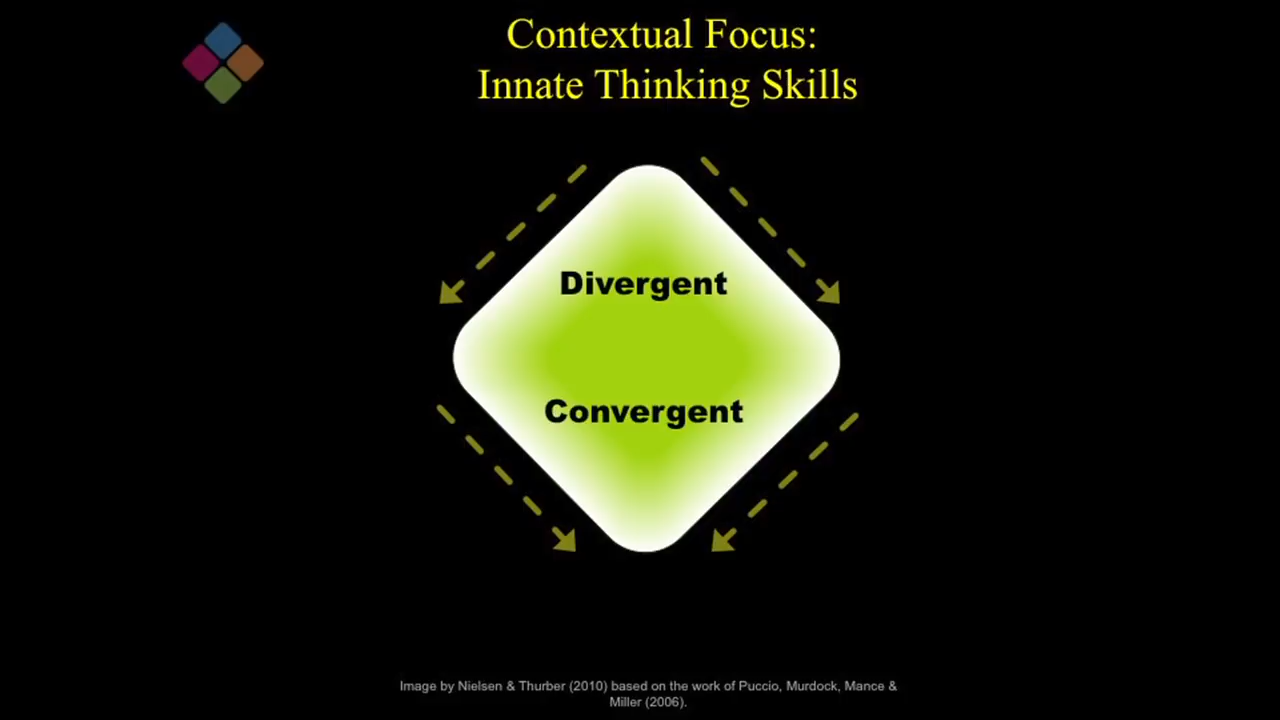 Contextual Focus:
Innate Thinking Skills
Divergent
Convergent
Image by Nielsen & Thurber (2010) based on the work of Puccio, Murdock, Mance &
Miller (2006).